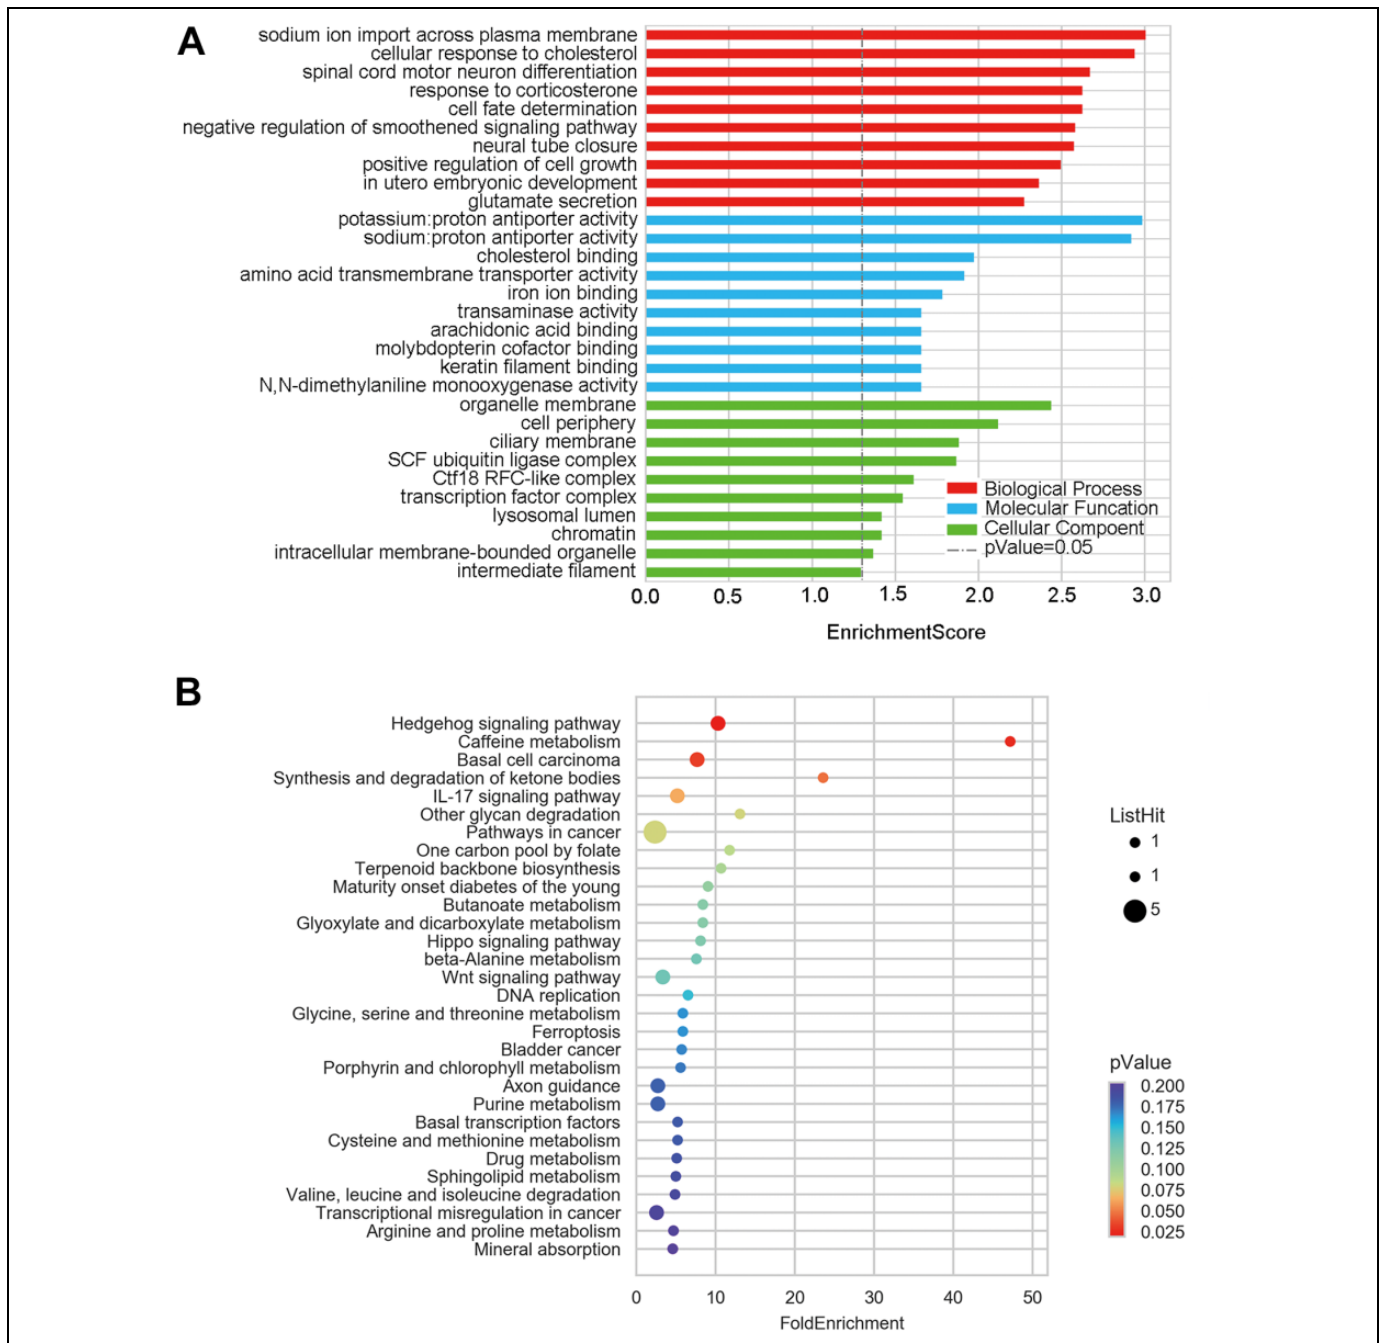 A
sodium ion import across plasma membrane
cellular response to cholesterol
spinal cord motor neuron differentiation
response to corticosterone
cell fate determination
negative regulation of smoothened signaling pathway
neural tube closure
positive regulation of cell growth
in utero embryonic development
glutamate secretion
potassium:proton antiporter activity
sodium:proton antiporter activity
cholesterol binding
amino acid transmembrane transporter activity
iron ion binding
transaminase activity
arachidonic acid binding
molybdopterin cofactor binding
keratin filament binding
N,N-dimethylaniline monooxygenase activity
organelle membrane
cell periphery
ciliary membrane
SCF ubiquitin ligase complex
Ctf18 RFC-like complex
transcription factor complex
lysosomal lumen
chromatin
intracellular membrane-bounded organelle
intermediate filament
Biological Process
Molecular Funcation
Cellular Compoent
pValue=0.05
0.0 0.5 1.0 1.5 2.0 2.5 3.0
EnrichmentScore
B
Hedgehog signaling pathway
Caffeine metabolism
Basal cell carcinoma
Synthesis and degradation of ketone bodies
IL-17 signaling pathway
Other glycan degradation
Pathways in cancer
One carbon pool by folate
Terpenoid backbone biosynthesis
Maturity onset diabetes of the young
Butanoate metabolism
Glyoxylate and dicarboxylate metabolism
Hippo signaling pathway
beta-Alanine metabolism
Wnt signaling pathway
DNA replication
Glycine, serine and threonine metabolism
Ferroptosis
Bladder cancer
Porphyrin and chlorophyll metabolism
Axon guidance
Purine metabolism
Basal transcription factors
Cysteine and methionine metabolism
Drug metabolism
Sphingolipid metabolism
Valine, leucine and isoleucine degradation
Transcriptional misregulation in cancer
Arginine and proline metabolism
Mineral absorption
0 10 20 30 40 50
FoldEnrichment
ListHit
1
1
5
pValue
0.200
0.175
0.150
0.125
0.100
0.075
0.050
0.025